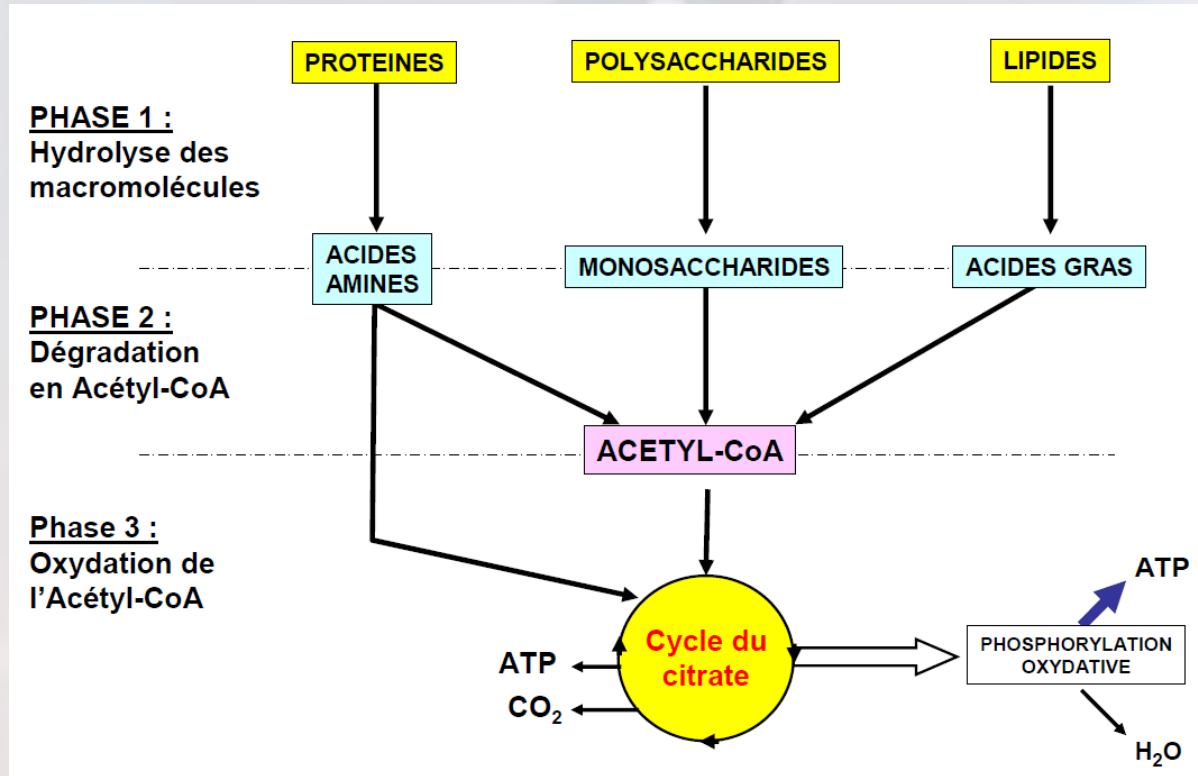 PROTEINES
POLYSACCHARIDES
LIPIDES
PHASE 1 :
Hydrolyse des
macromolécules
ACIDES
AMINES
MONOSACCHARIDES
ACIDES GRAS
PHASE 2 :
Dégradation
en Acétyl-CoA
ACETYL-CoA
Phase 3 :
Oxydation de
l'Acétyl-CoA
Cycle du
citrate
ATP
CO₂
ATP
PHOSPHORYLATION
OXYDATIVE
H₂O